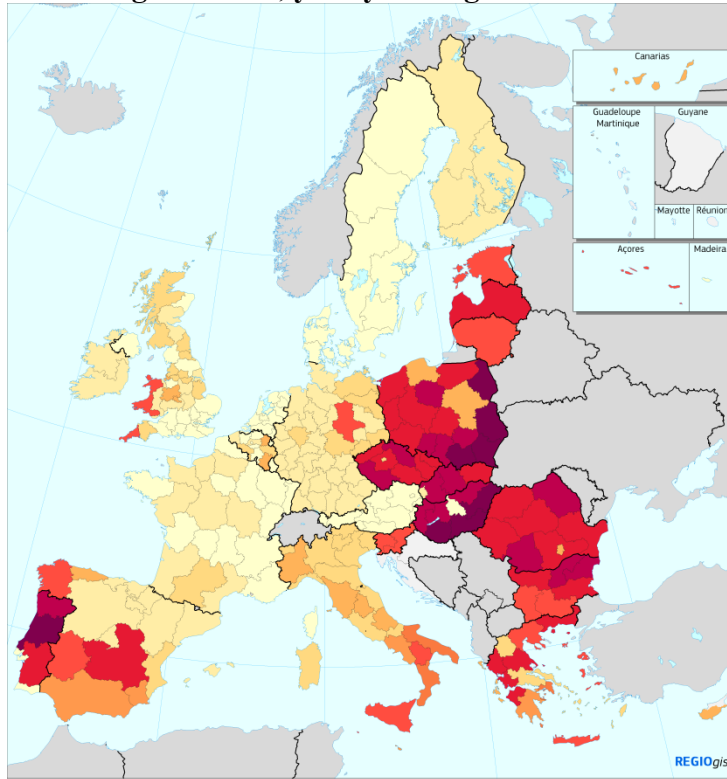 Canarias
Guadeloupe
Martinique
Guyane
Mayotte
Réunion
Açores
Madeira
REGIOgis